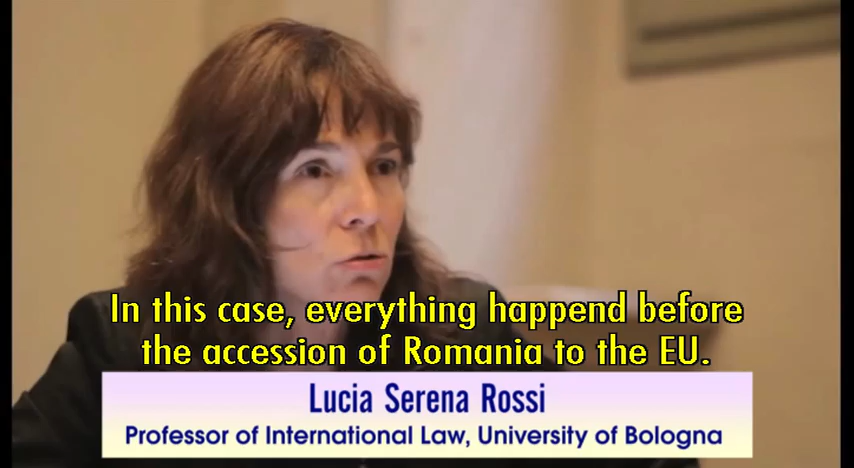 In this case, everything happend before
the accession of Romania to the EU.
Lucia Serena Rossi
Professor of International Law, University of Bologna